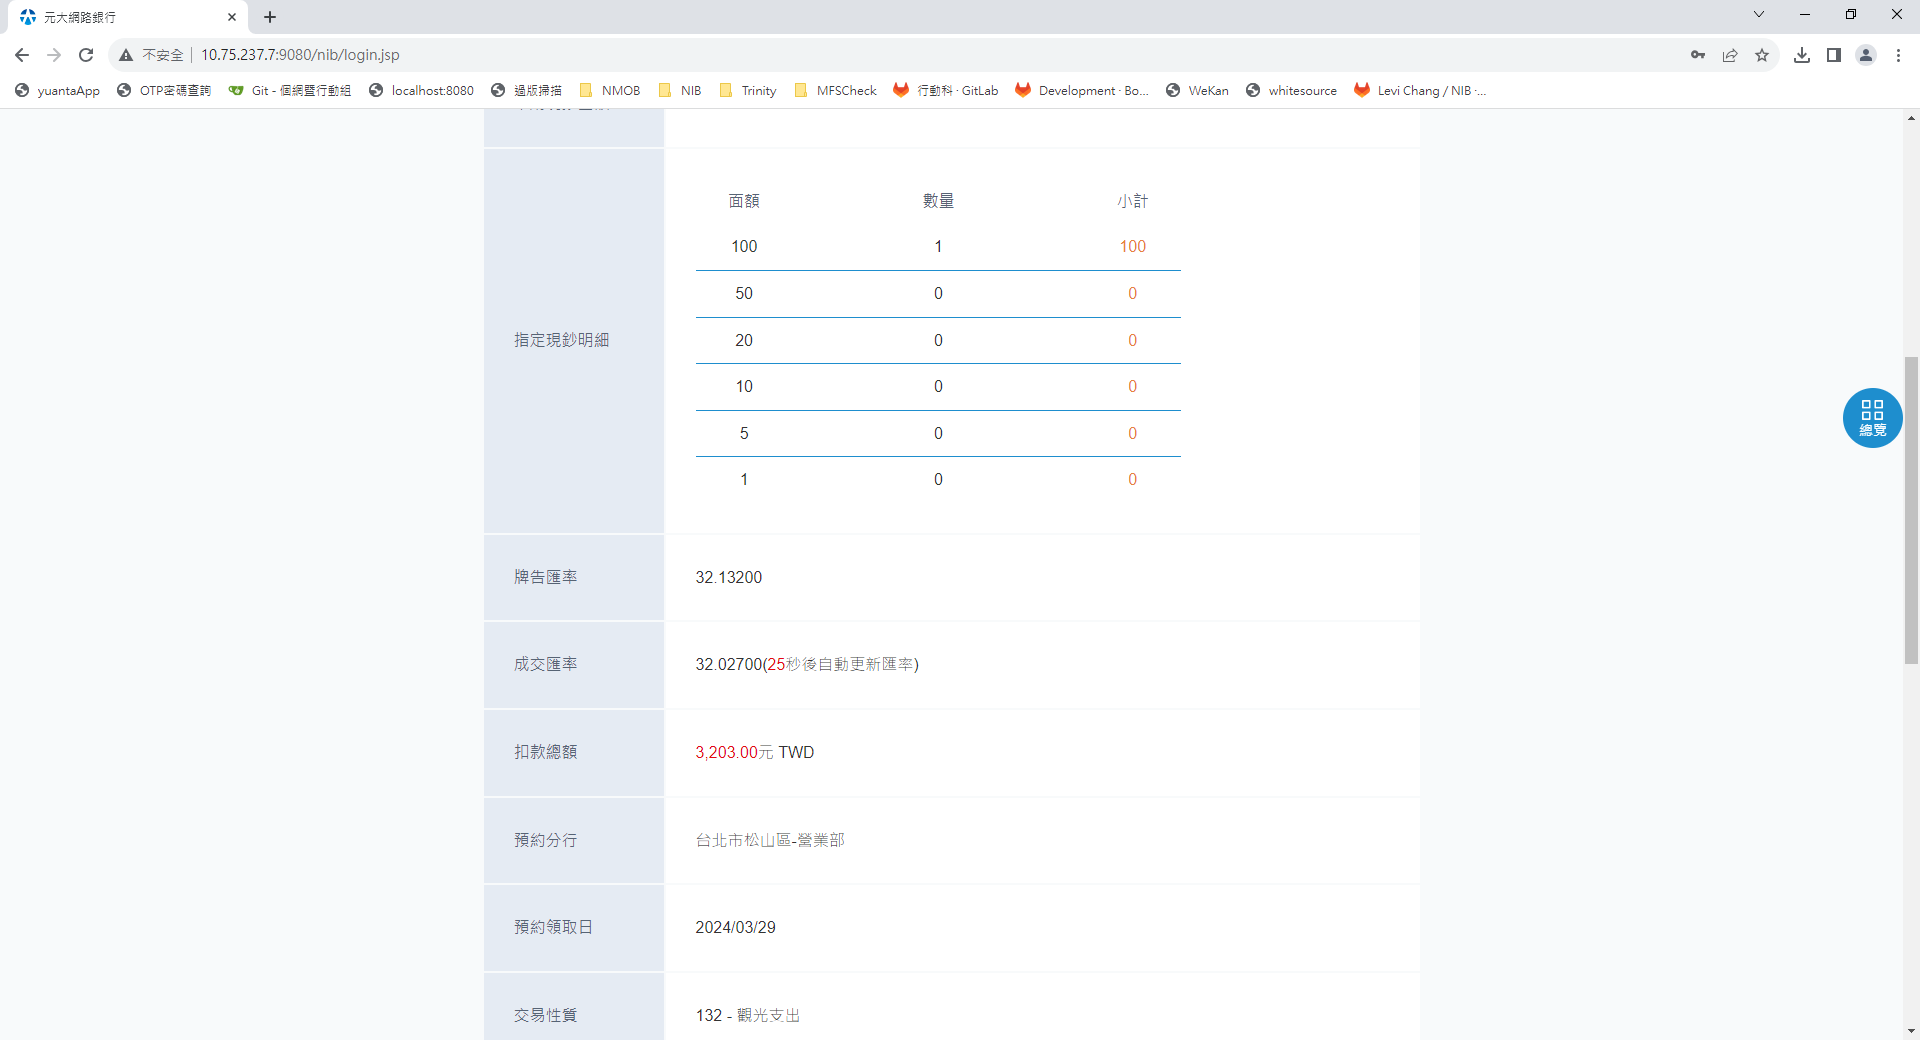 元大網路銀行
不安全 10.75.237.7:9080/nib/login.jsp
yuantaApp OTP密碼查詢 Git - 個網暨行動組 localhost:8080 過版掃描 NMOB NIB Trinity MFSCheck 行動科 · GitLab Development · Bo... WeKan whitesource Levi Chang / NIB ·...
面額 數量 小計
100 1 100
50 0 0
指定現鈔明細 20 0 0
10 0 0
5 0 0
1 0 0
總覽
牌告匯率 32.13200
成交匯率 32.02700(25秒後自動更新匯率)
扣款總額 3,203.00元 TWD
預約分行 台北市松山區-營業部
預約領取日 2024/03/29
交易性質 132 - 觀光支出